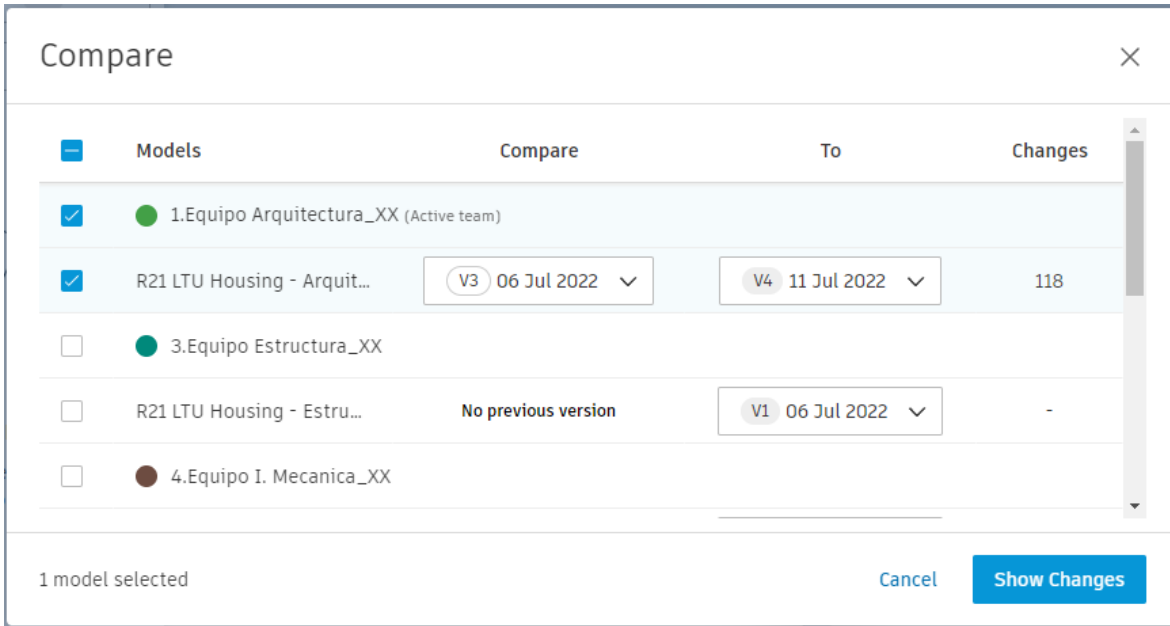 Compare
Models Compare To Changes
1.Equipo Arquitectura_XX (Active team)
R21 LTU Housing - Arquit... V3 06 Jul 2022 V4 11 Jul 2022 118
3.Equipo Estructura_XX
R21 LTU Housing - Estru... No previous version V1 06 Jul 2022 -
4.Equipo I. Mecanica_XX
1 model selected Cancel Show Changes